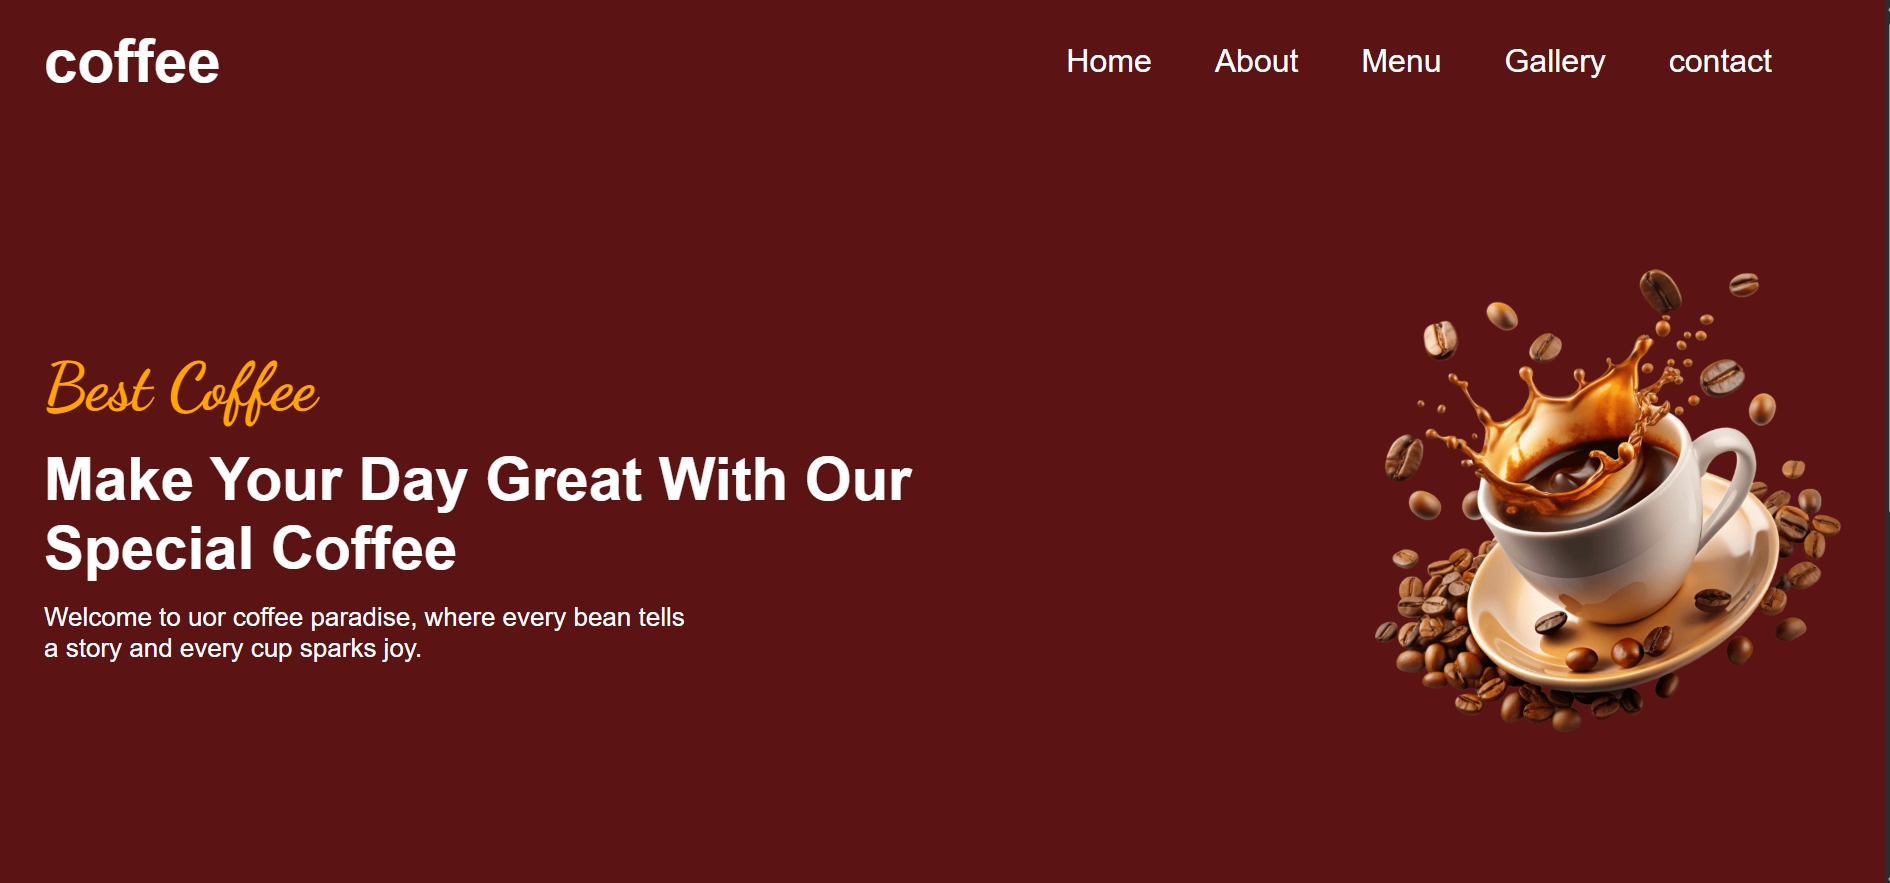 coffee
Home About Menu Gallery contact
Best Coffee
Make Your Day Great With Our
Special Coffee
Welcome to uor coffee paradise, where every bean tells
a story and every cup sparks joy.